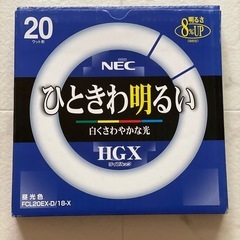 20
ワット形
NEC
明るさ
8%UP
ひときわ明るい
白くさわやかな光
HGX
昼光色
FCL20EX-D/18-X